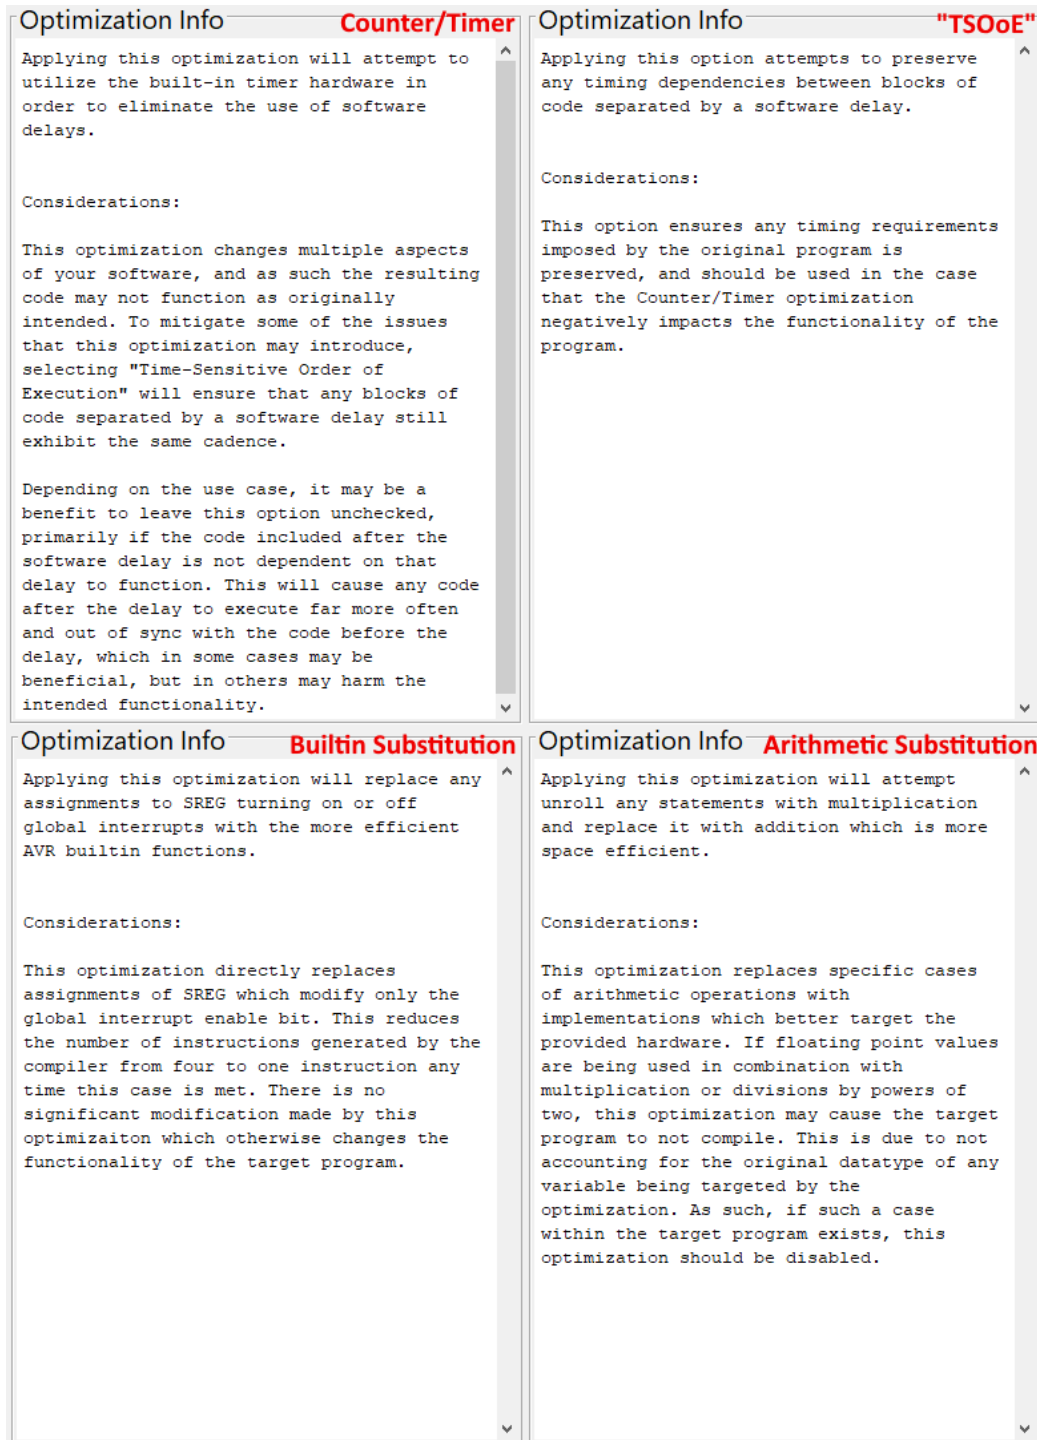 Optimization Info Counter/Timer
Applying this optimization will attempt to
utilize the built-in timer hardware in
order to eliminate the use of software
delays.
Considerations:
This optimization changes multiple aspects
of your software, and as such the resulting
code may not function as originally
intended. To mitigate some of the issues
that this optimization may introduce,
selecting "Time-Sensitive Order of
Execution" will ensure that any blocks of
code separated by a software delay still
exhibit the same cadence.
Depending on the use case, it may be a
benefit to leave this option unchecked,
primarily if the code included after the
software delay is not dependent on that
delay to function. This will cause any code
after the delay to execute far more often
and out of sync with the code before the
delay, which in some cases may be
beneficial, but in others may harm the
intended functionality.
Optimization Info "TSOoE"
Applying this option attempts to preserve
any timing dependencies between blocks of
code separated by a software delay.
Considerations:
This option ensures any timing requirements
imposed by the original program is
preserved, and should be used in the case
that the Counter/Timer optimization
negatively impacts the functionality of the
program.
Optimization Info Builtin Substitution
Applying this optimization will replace any
assignments to SREG turning on or off
global interrupts with the more efficient
AVR builtin functions.
Considerations:
This optimization directly replaces
assignments of SREG which modify only the
global interrupt enable bit. This reduces
the number of instructions generated by the
compiler from four to one instruction any
time this case is met. There is no
significant modification made by this
optimizaiton which otherwise changes the
functionality of the target program.
Optimization Info Arithmetic Substitution
Applying this optimization will attempt
unroll any statements with multiplication
and replace it with addition which is more
space efficient.
Considerations:
This optimization replaces specific cases
of arithmetic operations with
implementations which better target the
provided hardware. If floating point values
are being used in combination with
multiplication or divisions by powers of
two, this optimization may cause the target
program to not compile. This is due to not
accounting for the original datatype of any
variable being targeted by the
optimization. As such, if such a case
within the target program exists, this
optimization should be disabled.